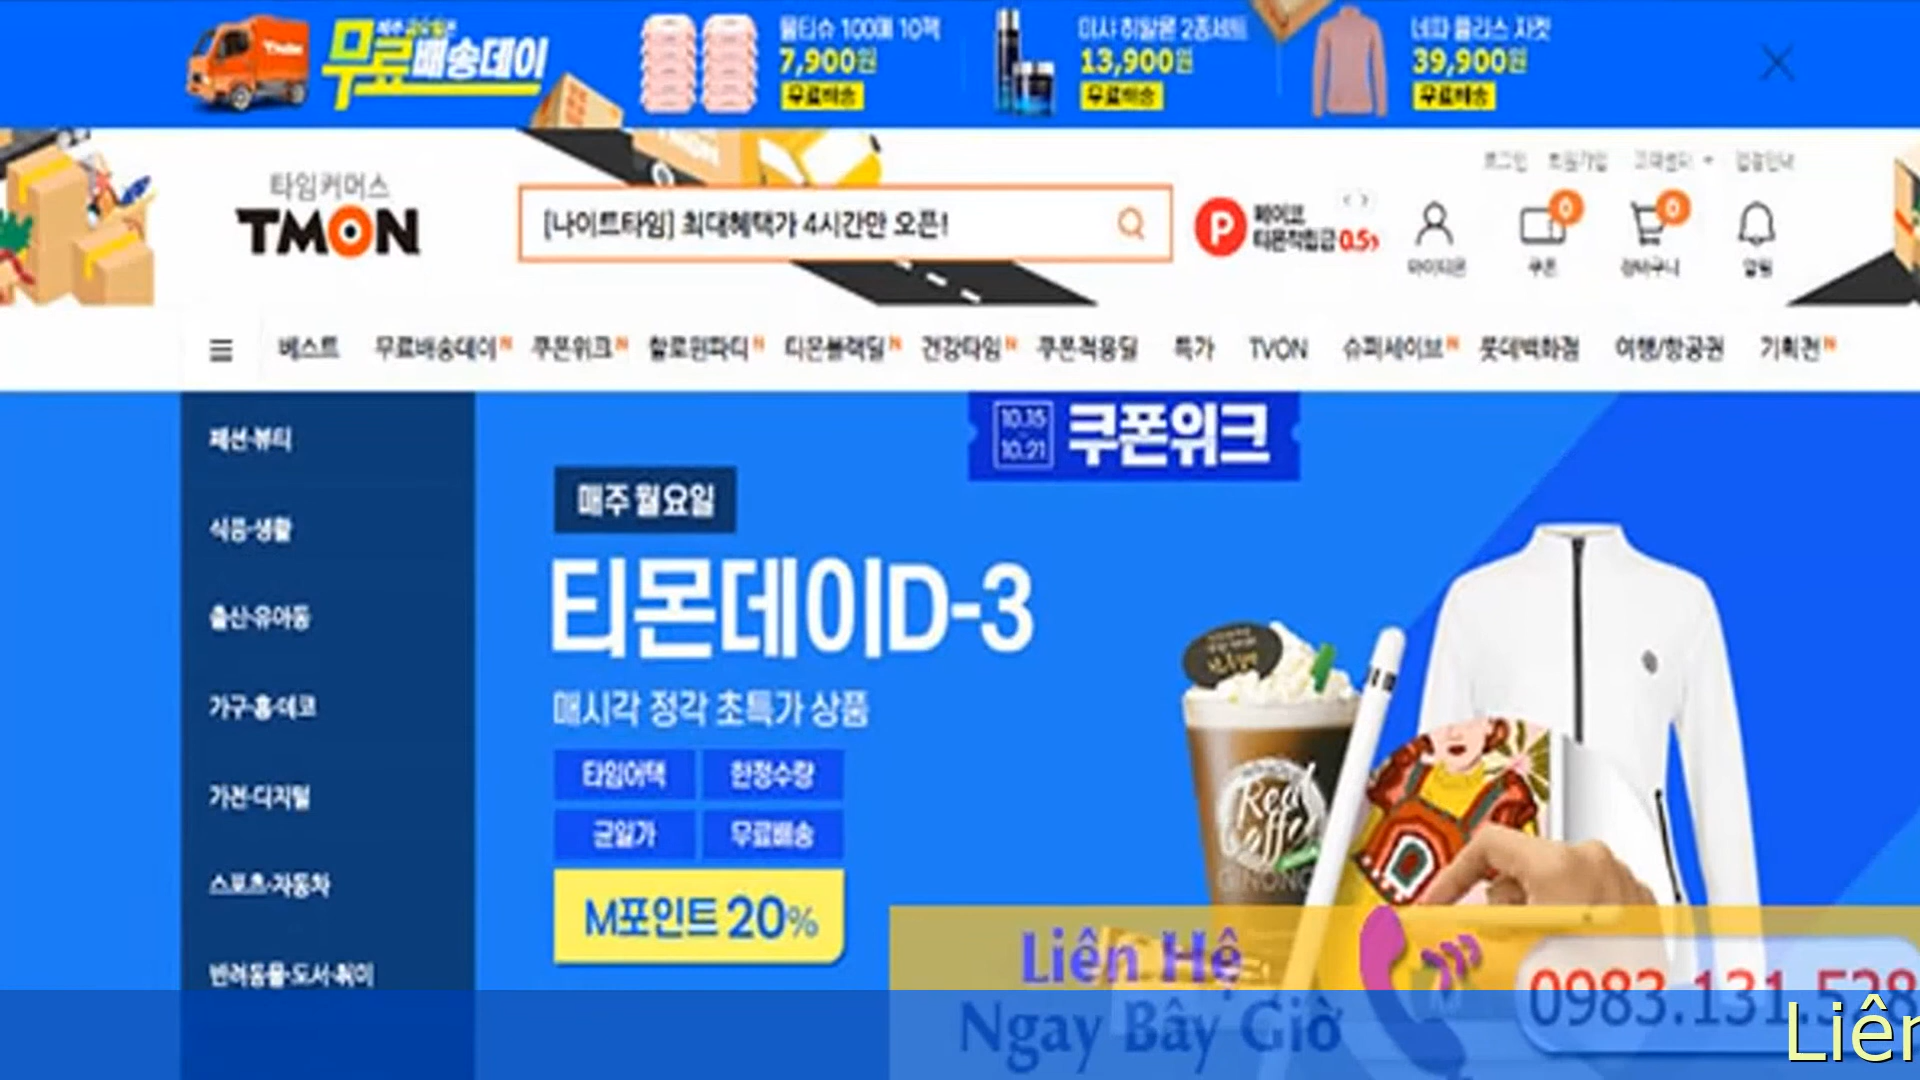 매주 금요일은
무료배송데이
물티슈 100매 10팩
7,900원
무료배송
미샤 히알론 2종세트
13,900원
무료배송
네파 플리스 자켓
39,900원
무료배송
로그인 회원가입 고객센터 입점안내
타임커머스
TMON
[나이트타임] 최대혜택가 4시간만 오픈!
페이코
티몬적립금 0.5%
0
0
마이티몬 쿠폰 장바구니 알림
베스트 무료배송데이 쿠폰위크 할로윈파티 티몬블랙딜 건강타임 쿠폰적용딜 특가 TVON 슈퍼세이브 롯데백화점 여행/항공권 기획전
패션·뷰티
식품·생활
출산·유아동
가구·홈·데코
가전·디지털
스포츠·자동차
반려동물·도서·취미
10.15
10.21
쿠폰위크
매주 월요일
티몬데이D-3
매시각 정각 초특가 상품
타임어택 한정수량
균일가 무료배송
M포인트 20%
Real
Coffee
Liên Hệ
Ngay Bây Giờ
0983.131.528
Liên